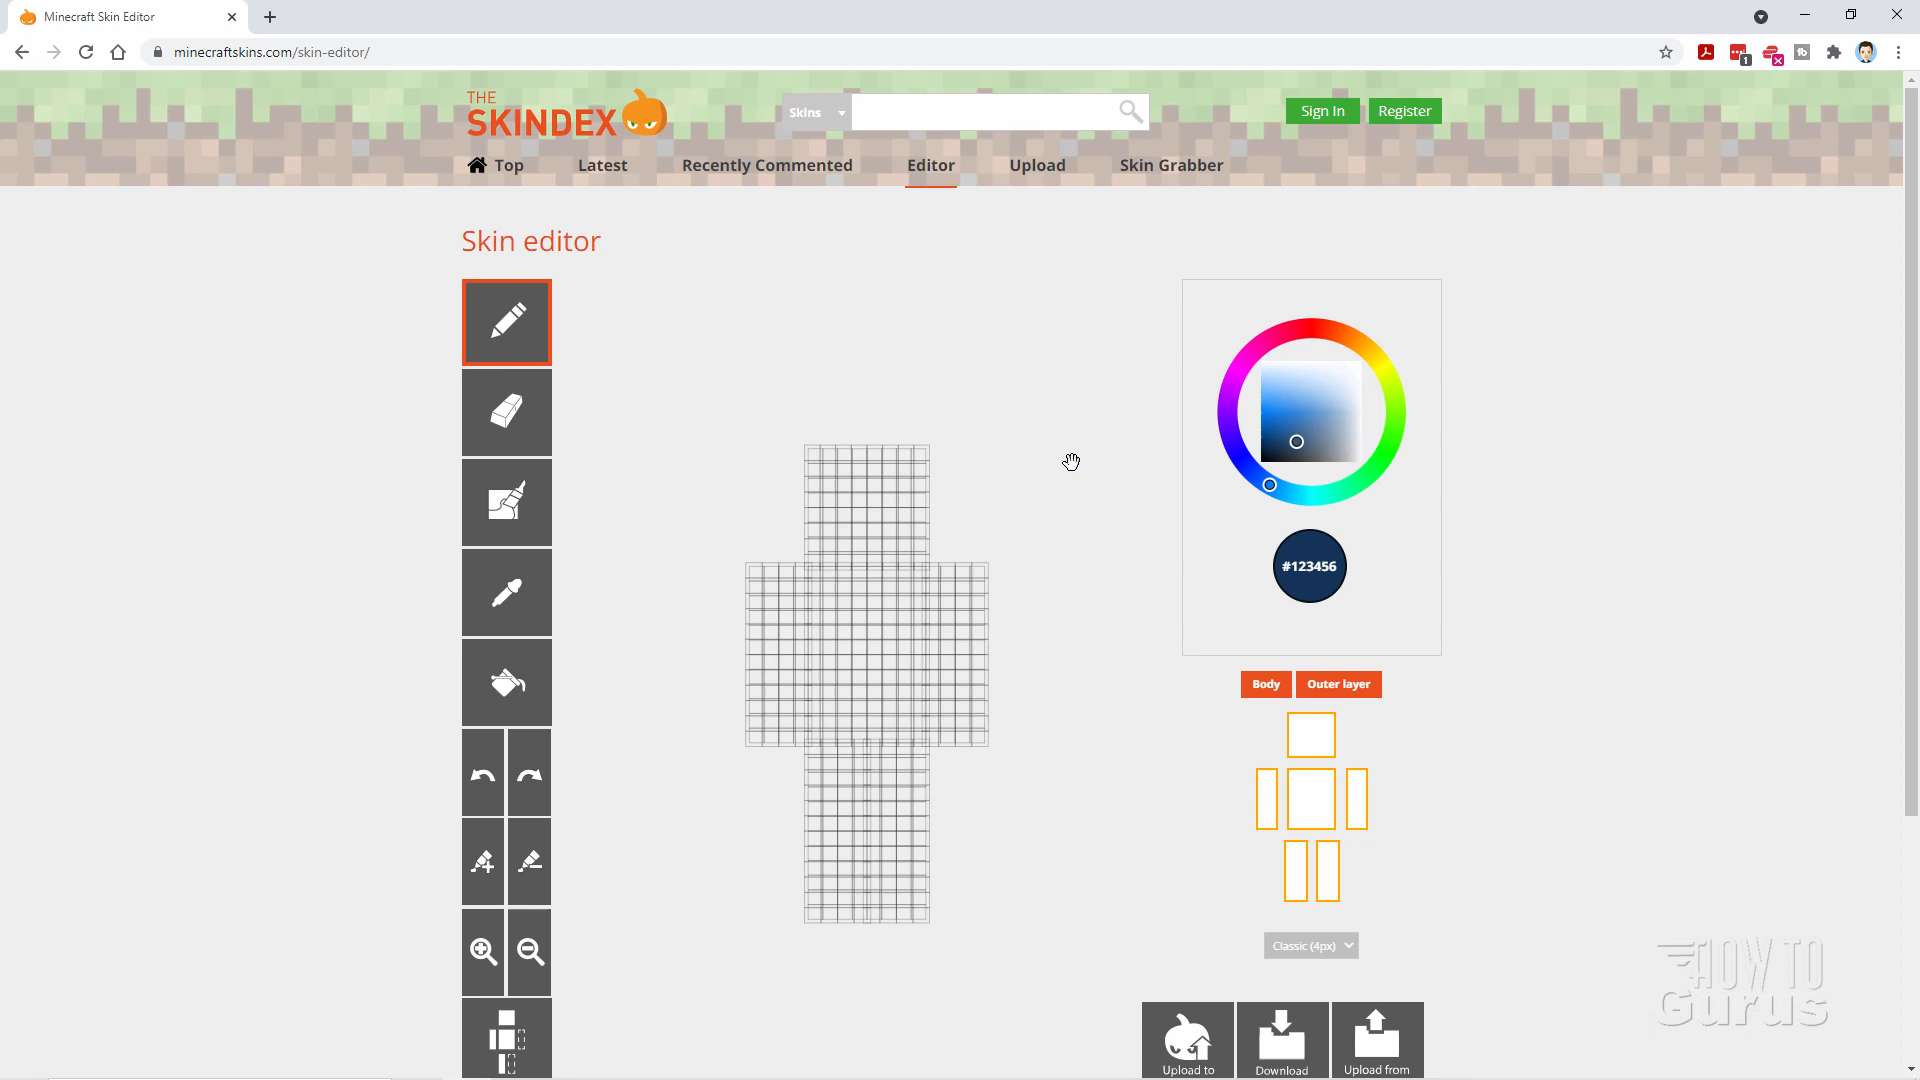 Minecraft Skin Editor
minecraftskins.com/skin-editor/
1
THE
SKINDEX
Skins
Sign In
Register
Top
Latest
Recently Commented
Editor
Upload
Skin Grabber
Skin editor
#123456
Body
Outer layer
Classic (4px)
Upload to
Download
Upload from
HOW TO
Gurus